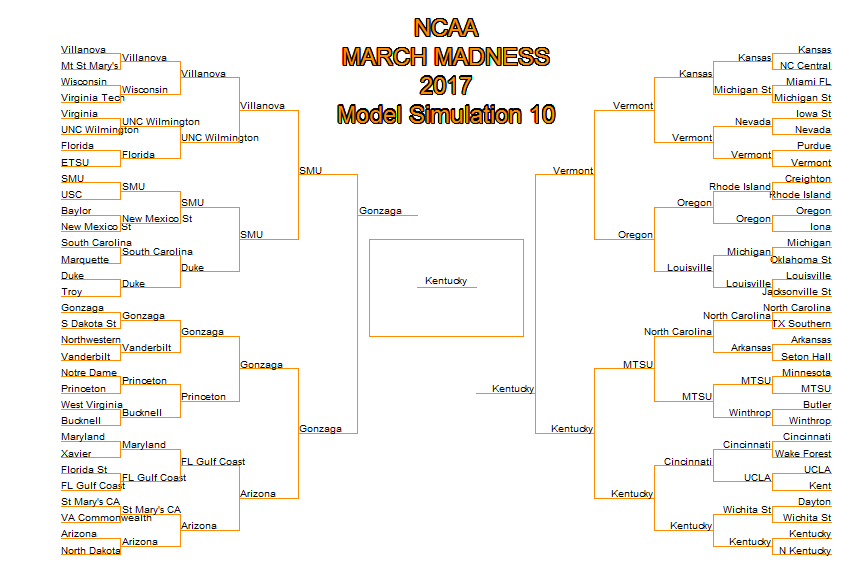 NCAA
MARCH MADNESS
2017
Model Simulation 10
Villanova
Mt St Mary's
Wisconsin
Virginia Tech
Virginia
UNC Wilmington
Florida
ETSU
SMU
USC
Baylor
New Mexico St
South Carolina
Marquette
Duke
Troy
Gonzaga
S Dakota St
Northwestern
Vanderbilt
Notre Dame
Princeton
West Virginia
Bucknell
Maryland
Xavier
Florida St
FL Gulf Coast
St Mary's CA
VA Commonwealth
Arizona
North Dakota
Villanova
Wisconsin
UNC Wilmington
Florida
SMU
New Mexico St
South Carolina
Duke
Gonzaga
Vanderbilt
Princeton
Bucknell
Maryland
FL Gulf Coast
St Mary's CA
Arizona
Villanova
UNC Wilmington
SMU
Duke
Gonzaga
Princeton
FL Gulf Coast
Arizona
Villanova
SMU
Gonzaga
Arizona
SMU
Gonzaga
Gonzaga
Kentucky
Kentucky
Vermont
Kentucky
Vermont
Oregon
MTSU
Kentucky
Kansas
Vermont
Oregon
Louisville
North Carolina
MTSU
Cincinnati
Kentucky
Kansas
Michigan St
Nevada
Vermont
Rhode Island
Oregon
Michigan
Louisville
North Carolina
Arkansas
MTSU
Winthrop
Cincinnati
UCLA
Wichita St
Kentucky
Kansas
NC Central
Miami FL
Michigan St
Iowa St
Nevada
Purdue
Vermont
Creighton
Rhode Island
Oregon
Iona
Michigan
Oklahoma St
Louisville
Jacksonville St
North Carolina
TX Southern
Arkansas
Seton Hall
Minnesota
MTSU
Butler
Winthrop
Cincinnati
Wake Forest
UCLA
Kent
Dayton
Wichita St
Kentucky
N Kentucky